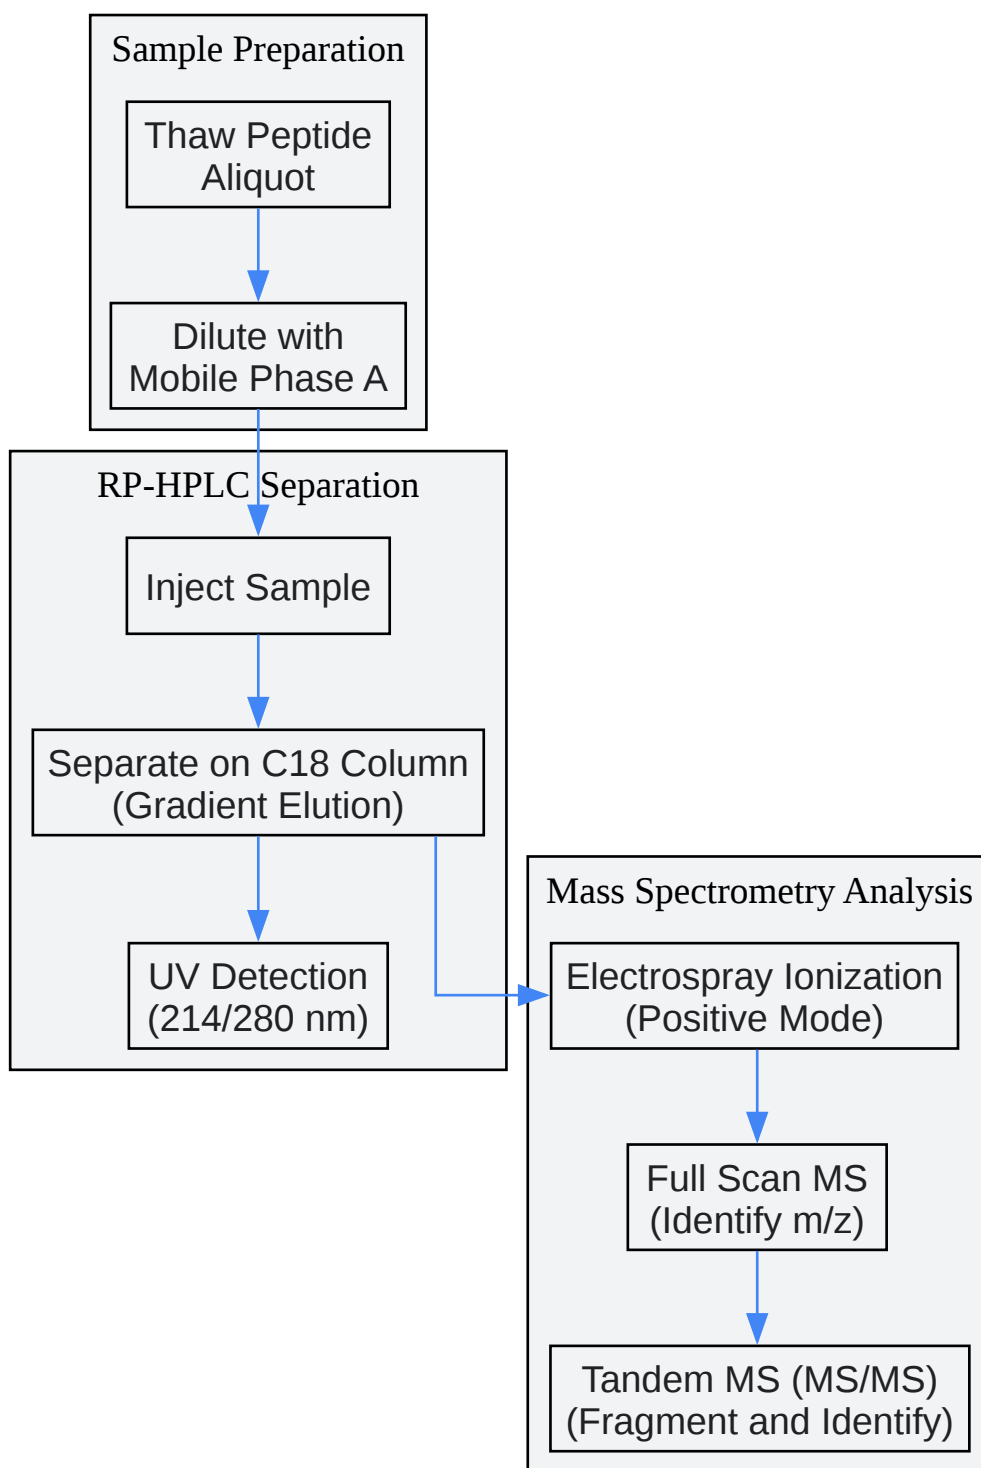 Sample Preparation
Thaw Peptide
Aliquot
Dilute with
Mobile Phase A
RP-HPLC Separation
Inject Sample
Separate on C18 Column
(Gradient Elution)
UV Detection
(214/280 nm)
Mass Spectrometry Analysis
Electrospray Ionization
(Positive Mode)
Full Scan MS
(Identify m/z)
Tandem MS (MS/MS)
(Fragment and Identify)